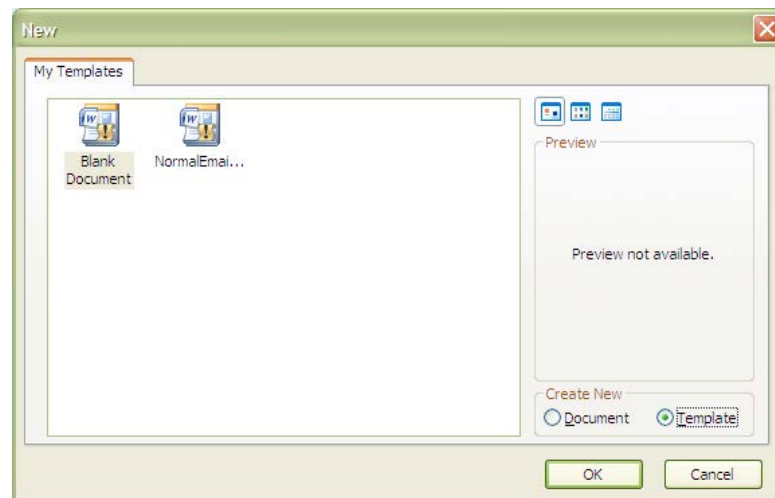 New
My Templates
Blank
Document
NormalEmai...
Preview
Preview not available.
Create New
Document
Template
OK
Cancel